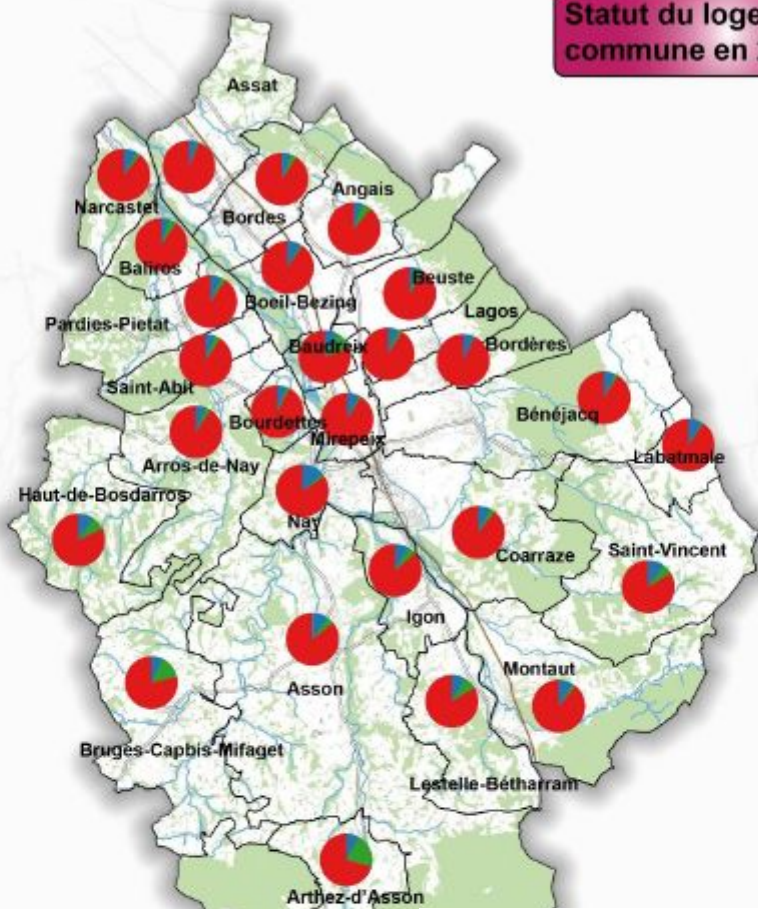 Statut du loge
commune en
Assat
Narcastet
Bordes
Angais
Baliros
Boeil-Bezing
Beuste
Pardies-Pietat
Lagos
Baudreix
Bordères
Saint-Abit
Bourdettes
Bénéjacq
Mirepeix
Arros-de-Nay
Labatmale
Haut-de-Bosdarros
Nay
Coarraze
Saint-Vincent
Igon
Asson
Montaut
Bruges-Capbis-Mifaget
Lestelle-Bétharram
Arthez-d'Asson